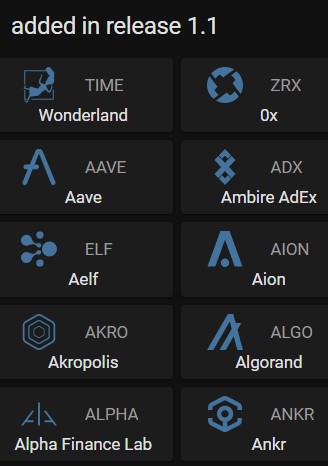 added in release 1.1
TIME ZRX
Wonderland 0x
AAVE ADX
Aave Ambire AdEx
ELF AION
Aelf Aion
AKRO ALGO
Akropolis Algorand
ALPHA ANKR
Alpha Finance Lab Ankr